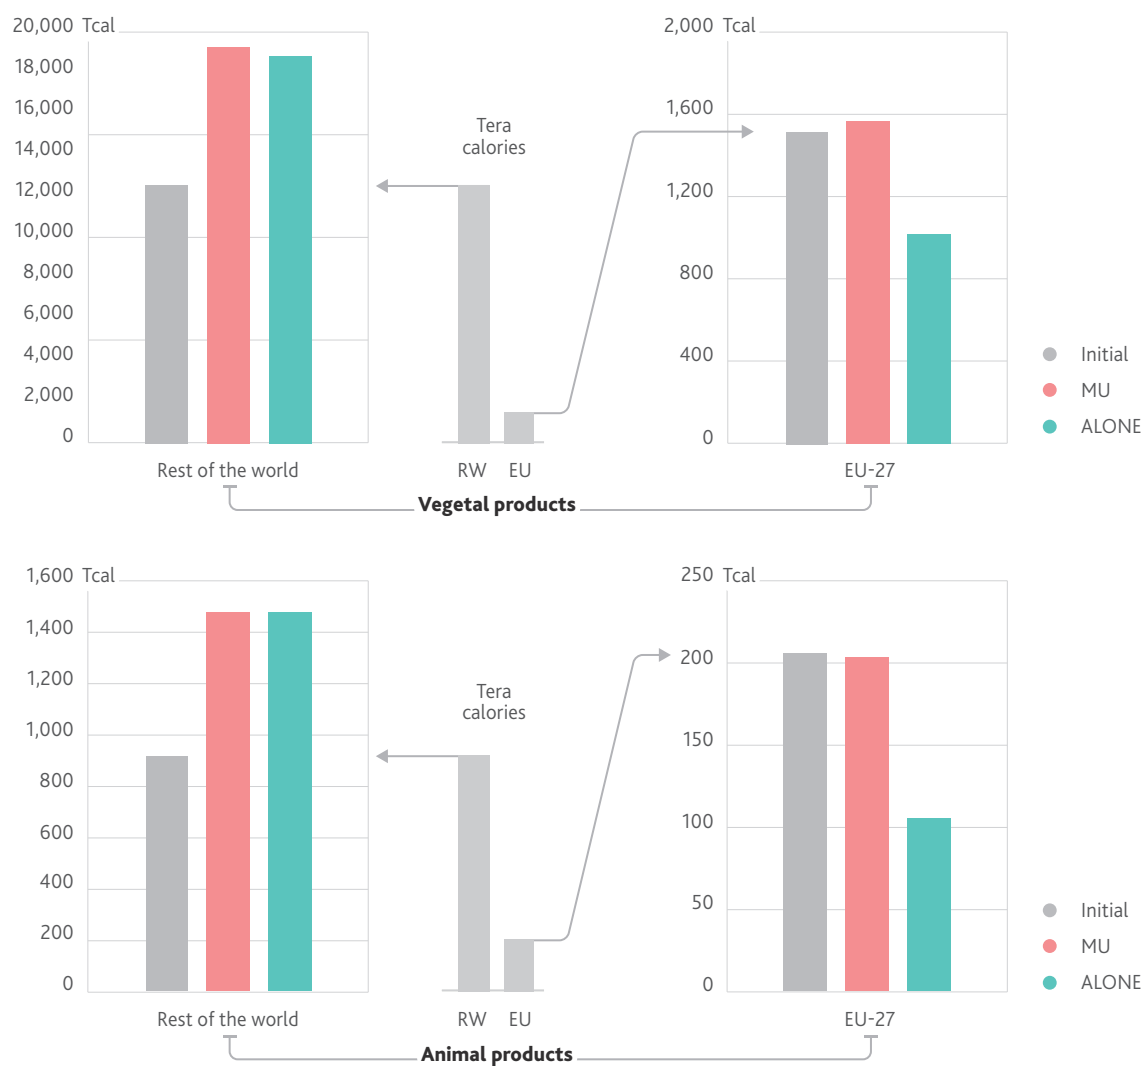 20,000 Tcal
18,000
16,000
14,000
12,000
10,000
8,000
6,000
4,000
2,000
0
Rest of the world
Tera
calories
RW EU
2,000 Tcal
1,600
1,200
800
400
0
EU-27
Initial
MU
ALONE
Vegetal products
1,600 Tcal
1,400
1,200
1,000
800
600
400
200
0
Rest of the world
Tera
calories
RW EU
250 Tcal
200
150
100
50
0
EU-27
Initial
MU
ALONE
Animal products